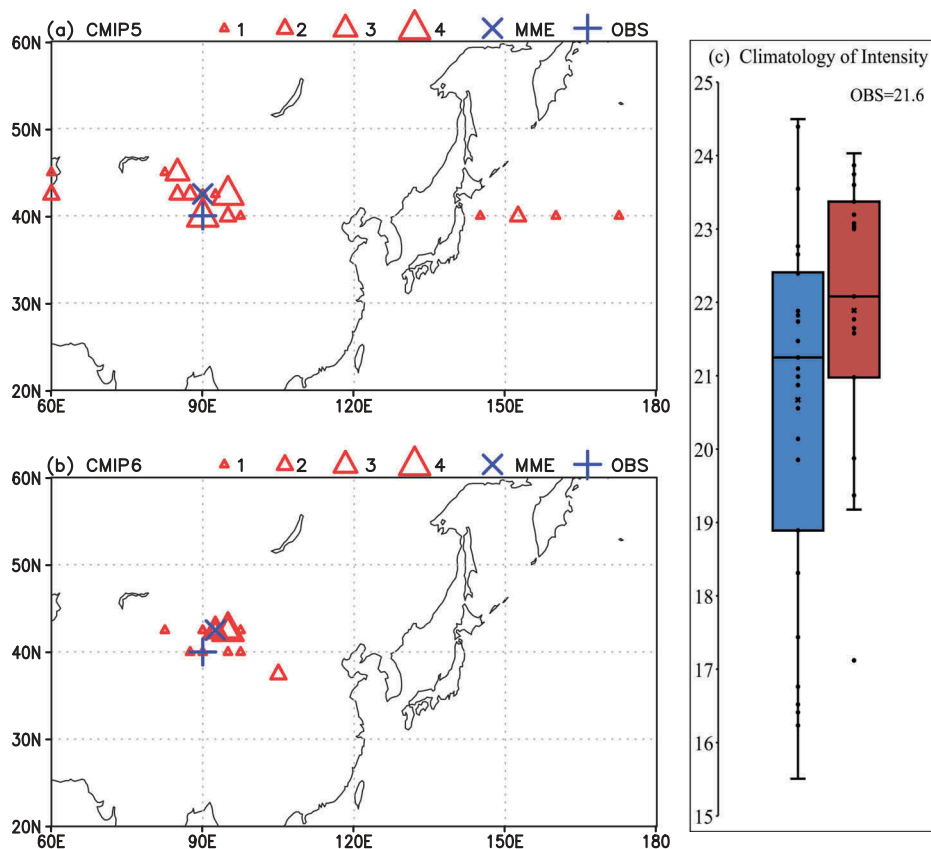 (a) CMIP5 1 2 3 4 MME OBS
60N
50N
40N
30N
20N
60E 90E 120E 150E 180
(b) CMIP6 1 2 3 4 MME OBS
60N
50N
40N
30N
20N
60E 90E 120E 150E 180
(c) Climatology of Intensity
OBS=21.6
25
24
23
22
21
20
19
18
17
16
15